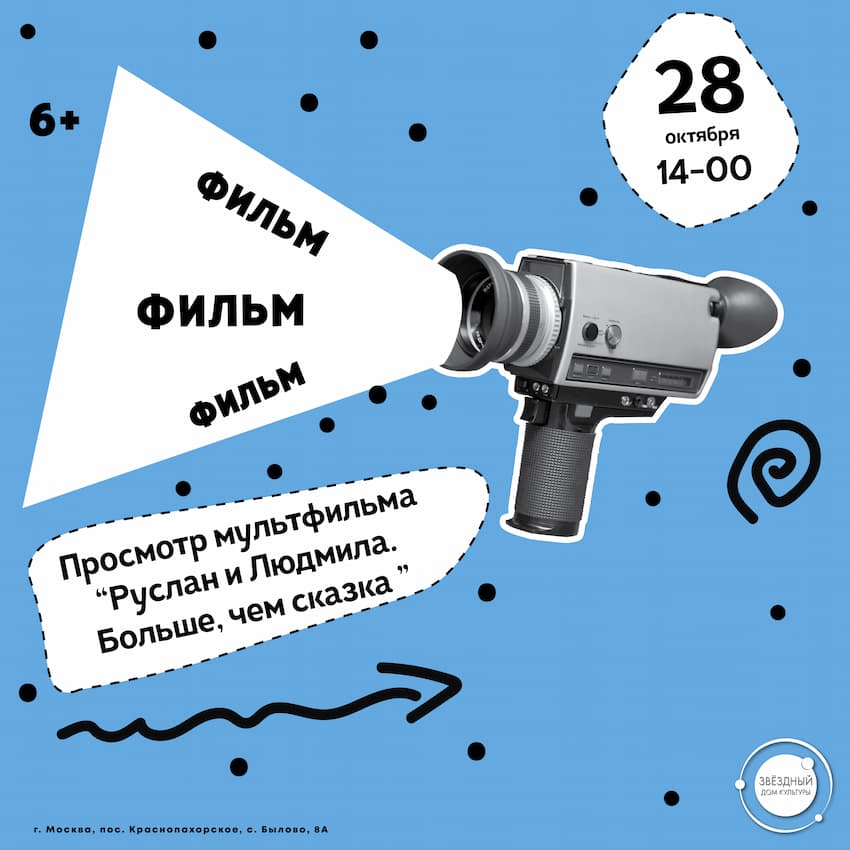 6+
28
октября
14-00
ФИЛЬМ
ФИЛЬМ
ФИЛЬМ
Просмотр мультфильма
“Руслан и Людмила.
Больше, чем сказка ”
ЗВЁЗДНЫЙ
ДОМ КУЛЬТУРЫ
г. Москва, пос. Краснопахорское, с. Былово, 8А